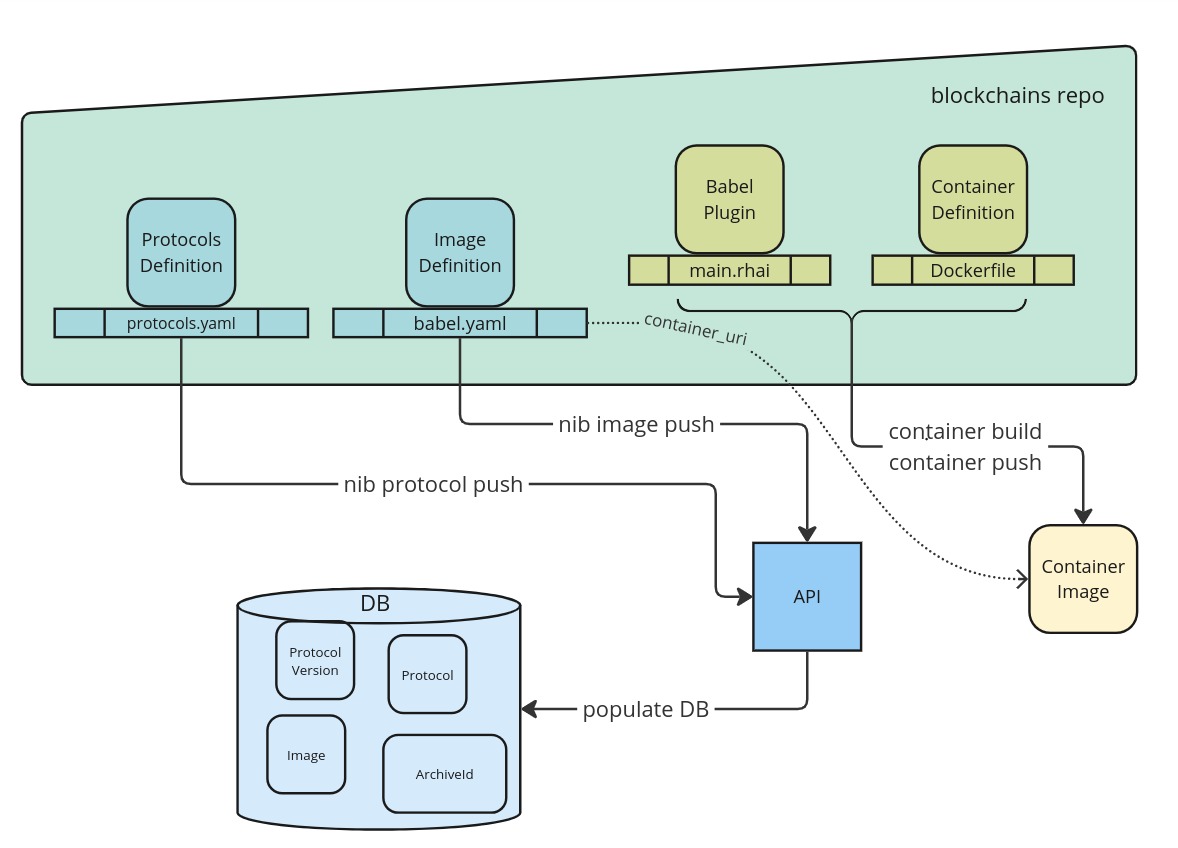 blockchains repo
Babel
Plugin
main.rhai
Container
Definition
Dockerfile
Protocols
Definition
protocols.yaml
Image
Definition
babel.yaml
container_uri
nib image push
container build
container push
nib protocol push
API
Container
Image
DB
Protocol
Version
Protocol
Image
ArchiveId
populate DB